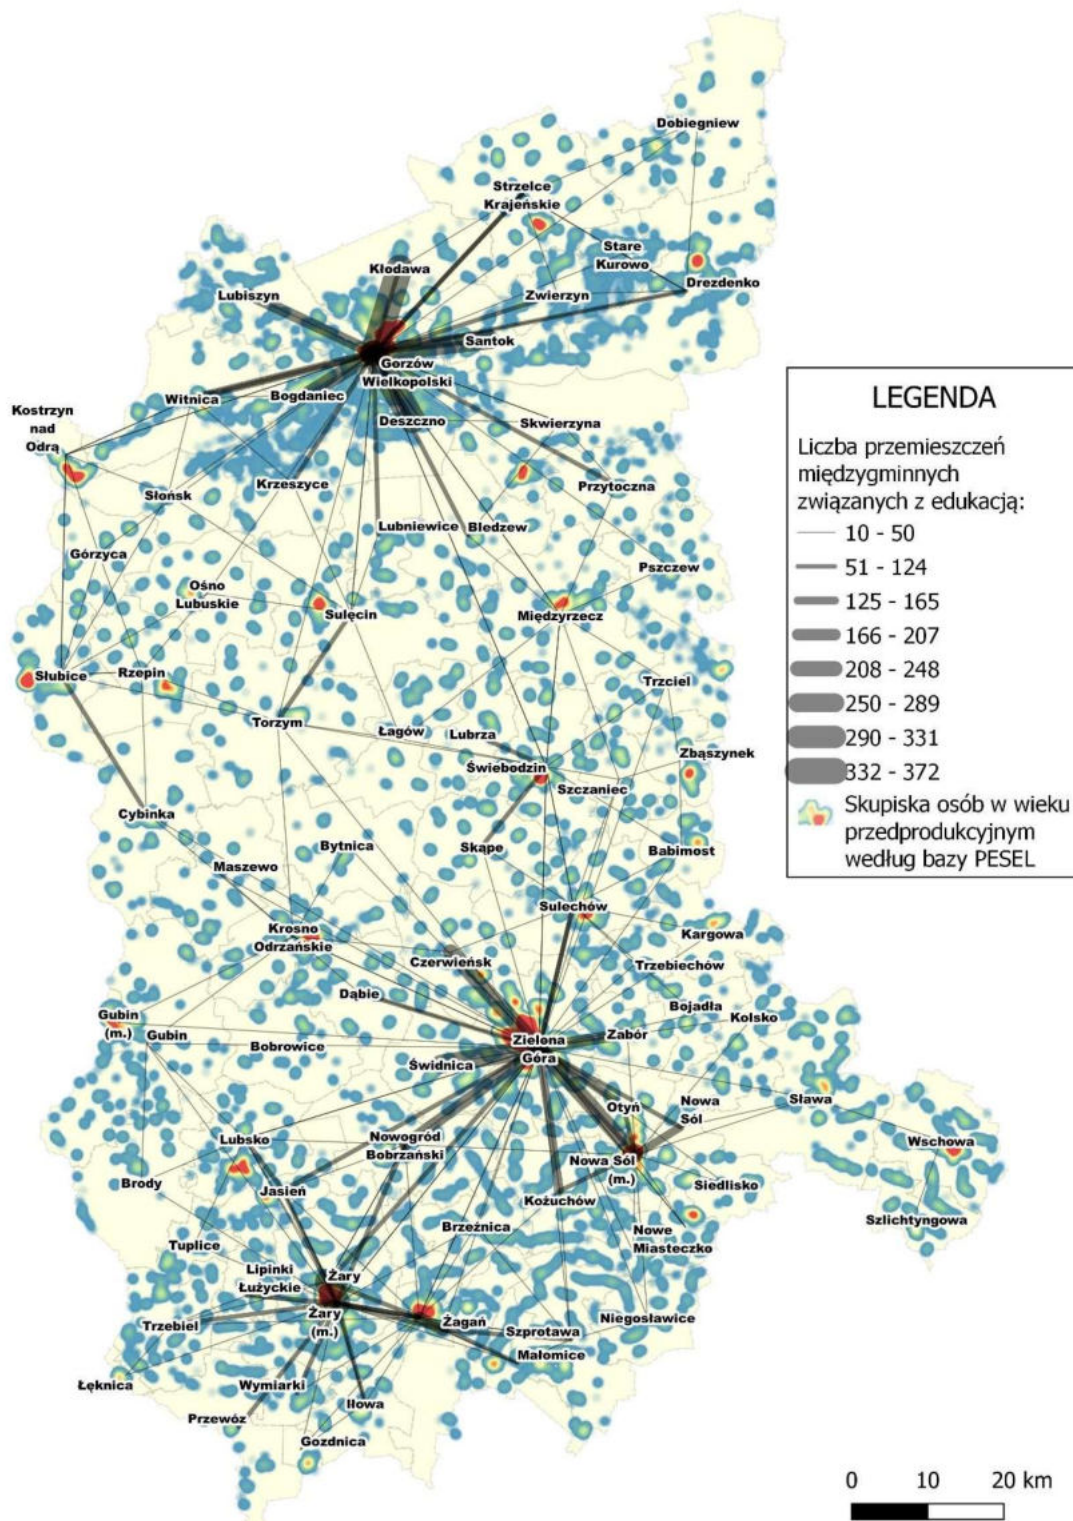 Dobiegniew
Strzelce
Krajeńskie
Stare
Kurowo
Kłodawa
Drezdenko
Lubiszyn
Zwierzyn
Santok
Gorzów
Wielkopolski
Witnica
Bogdaniec
Kostrzyn
nad
Odrą
Deszczno
Skwierzyna
Słońsk
Krzeszyce
Przytoczna
Lubniewice
Bledzew
Górzyca
Pszczew
Ośno
Lubuskie
Sulęcin
Międzyrzecz
Słubice
Rzepin
Trzciel
Torzym
Łagów
Lubrza
Zbąszynek
Świebodzin
Szczaniec
Cybinka
Bytnica
Skąpe
Babimost
Maszewo
Sulechów
Krosno
Odrzańskie
Kargowa
Czerwieńsk
Trzebiechów
Dąbie
Bojadła
Gubin
(m.)
Kolsko
Gubin
Zielona
Góra
Zabór
Bobrowice
Świdnica
Otyń
Nowa
Sól
Sława
Lubsko
Nowogród
Bobrzański
Wschowa
Nowa Sól
(m.)
Brody
Jasień
Siedlisko
Kożuchów
Szlichtyngowa
Brzeźnica
Nowe
Miasteczko
Tuplice
Lipinki
Łużyckie
Żary
Żary
(m.)
Trzebiel
Żagań
Szprotawa
Niegosławice
Małomice
Łęknica
Wymiarki
Iłowa
Przewóz
Gozdnica
LEGENDA
Liczba przemieszczeń
międzygminnych
związanych z edukacją:
10 - 50
51 - 124
125 - 165
166 - 207
208 - 248
250 - 289
290 - 331
332 - 372
Skupiska osób w wieku
przedprodukcyjnym
według bazy PESEL
0 10 20 km